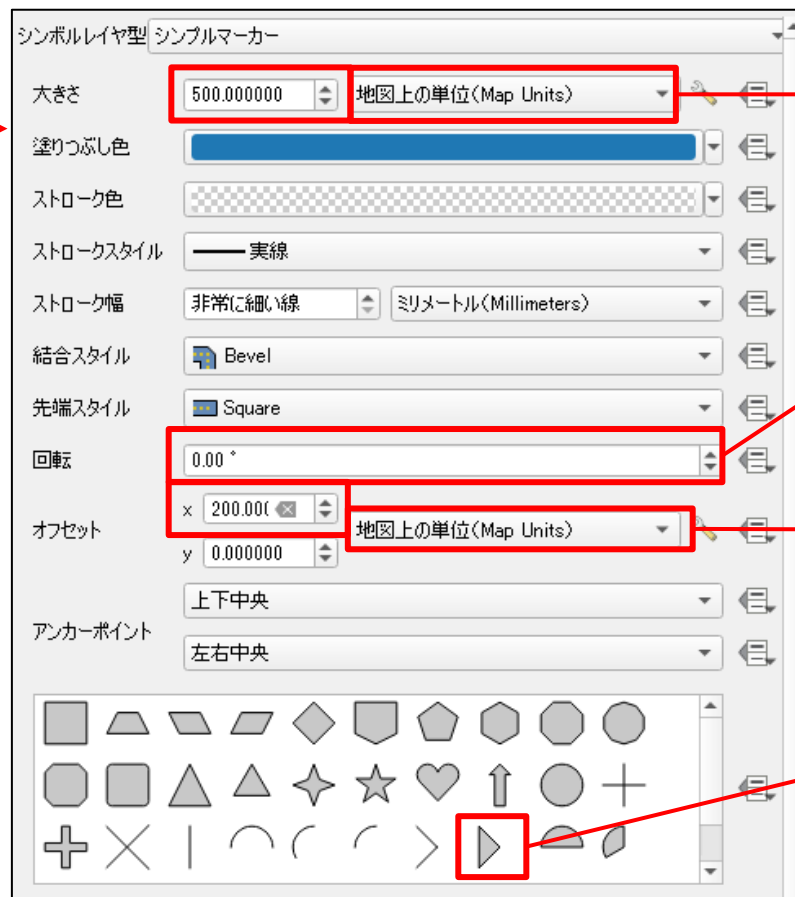 シンボルレイヤ型 シンプルマーカー
大きさ 500.000000 地図上の単位(Map Units)
塗りつぶし色
ストローク色
ストロークスタイル 実線
ストローク幅 非常に細い線 ミリメートル(Millimeters)
結合スタイル Bevel
先端スタイル Square
回転 0.00 °
オフセット x 200.00( 地図上の単位(Map Units)
y 0.000000
アンカーポイント 上下中央
左右中央